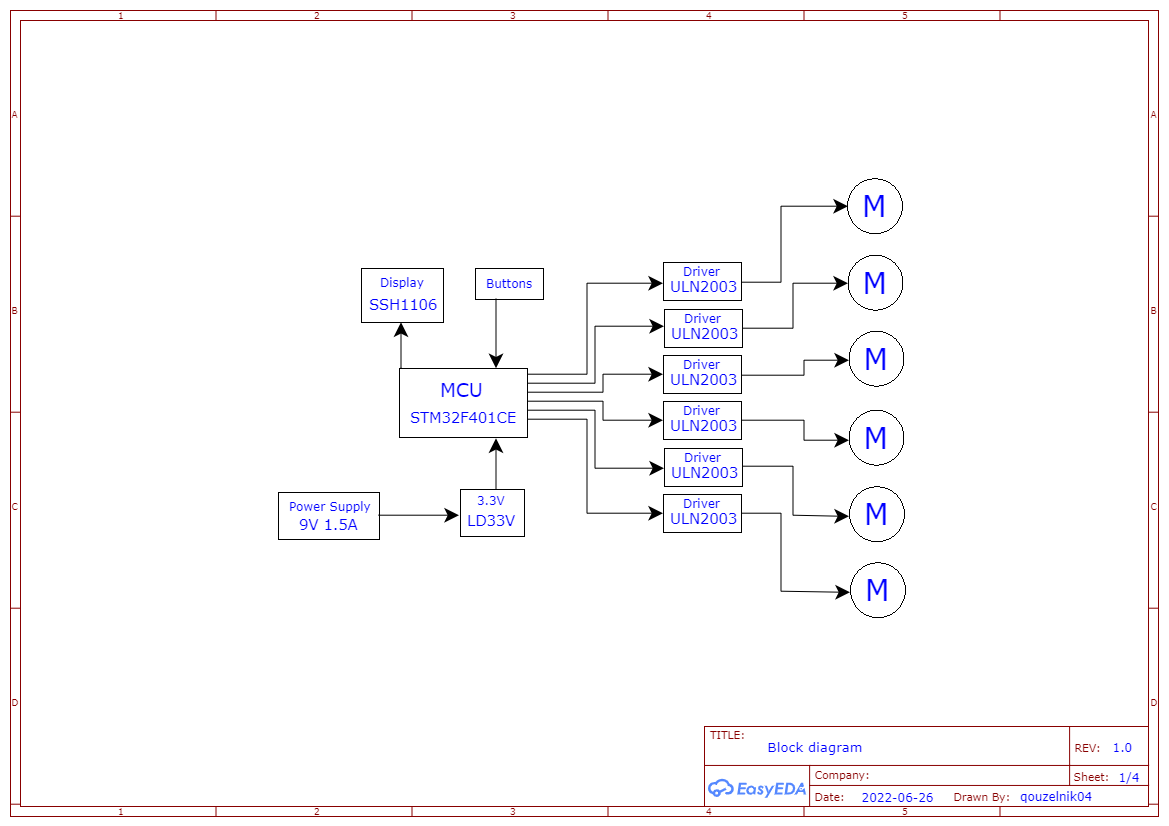 1 2 3 4 5
A A
B B
C C
D D
M
M
M
M
M
M
Display
SSH1106
Buttons
MCU
STM32F401CE
Power Supply
9V 1.5A
3.3V
LD33V
Driver
ULN2003
Driver
ULN2003
Driver
ULN2003
Driver
ULN2003
Driver
ULN2003
Driver
ULN2003
TITLE:
Block diagram
REV: 1.0
EasyEDA
Company:
Sheet: 1/4
Date: 2022-06-26 Drawn By: qouzelnik04
1 2 3 4 5